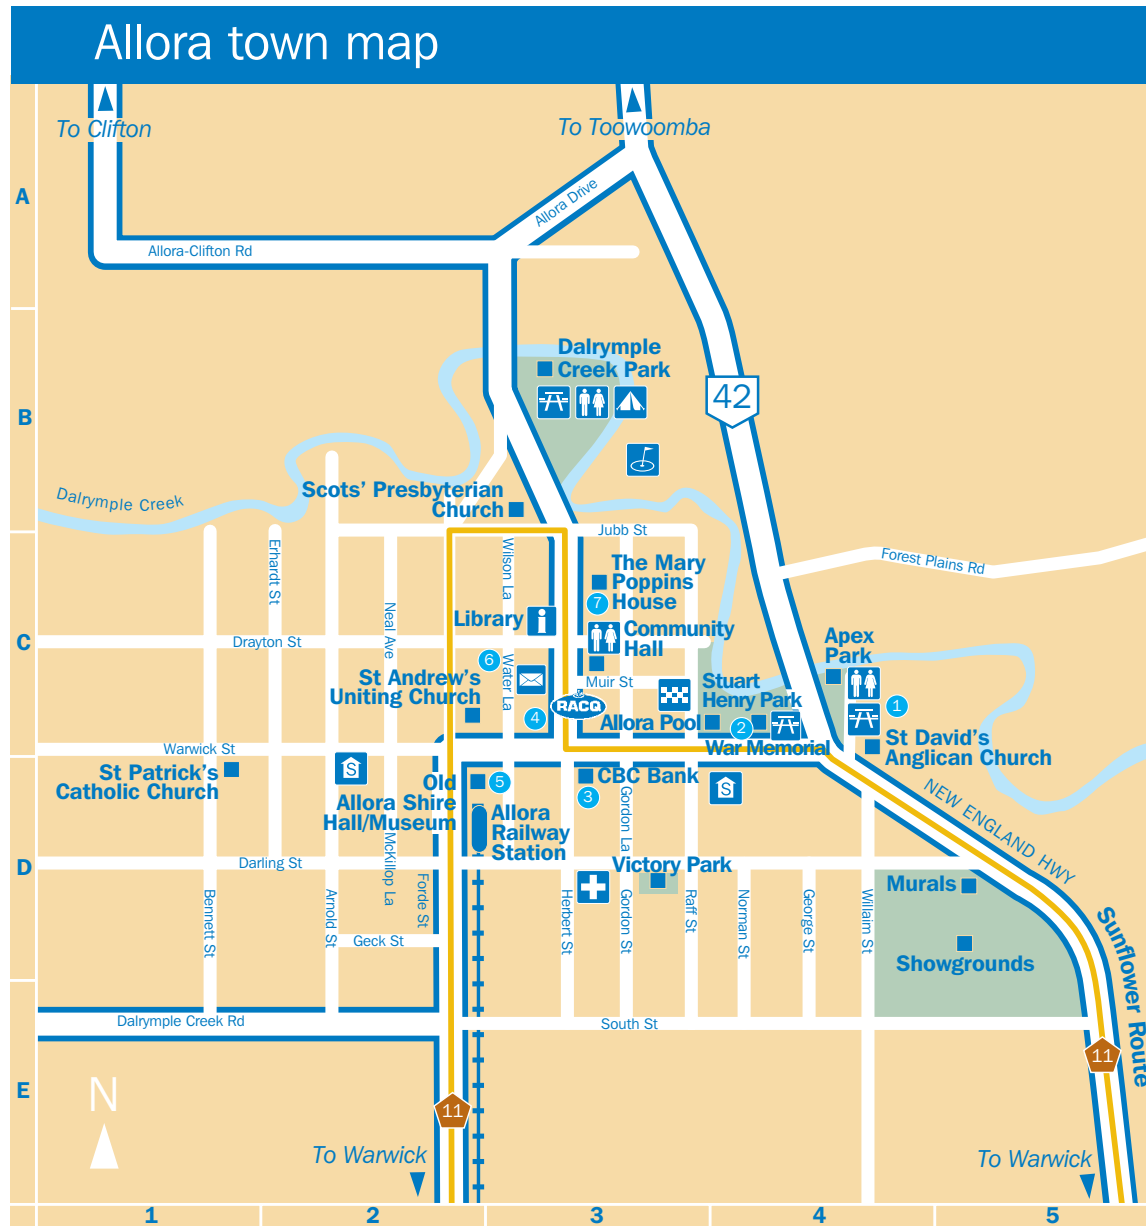 Allora town map
To Clifton
To Toowoomba
A
Allora Drive
Allora-Clifton Rd
Dalrymple
Creek Park
42
B
Dalrymple Creek
Scots' Presbyterian
Church
Jubb St
Erhardt St
Wilson La
Forest Plains Rd
The Mary
Poppins
House
7
Neal Ave
Library
i
Community
Hall
C
Drayton St
Apex
Park
6
Water La
St Andrew's
Uniting Church
Muir St
Stuart
Henry Park
RACQ
4
Allora Pool
2
1
War Memorial
St David's
Anglican Church
Warwick St
St Patrick's
Catholic Church
S
Old
Allora Shire
Hall/Museum
5
CBC Bank
3
S
Gordon La
NEW ENGLAND HWY
Allora
Railway
Station
McKillop La
D
Darling St
Victory Park
Murals
Bennett St
Arnold St
Forde St
Herbert St
Gordon St
Raff St
Norman St
George St
Willaim St
Geck St
Showgrounds
Sunflower Route
Dalrymple Creek Rd
South St
11
E
N
11
To Warwick
To Warwick
1
2
3
4
5